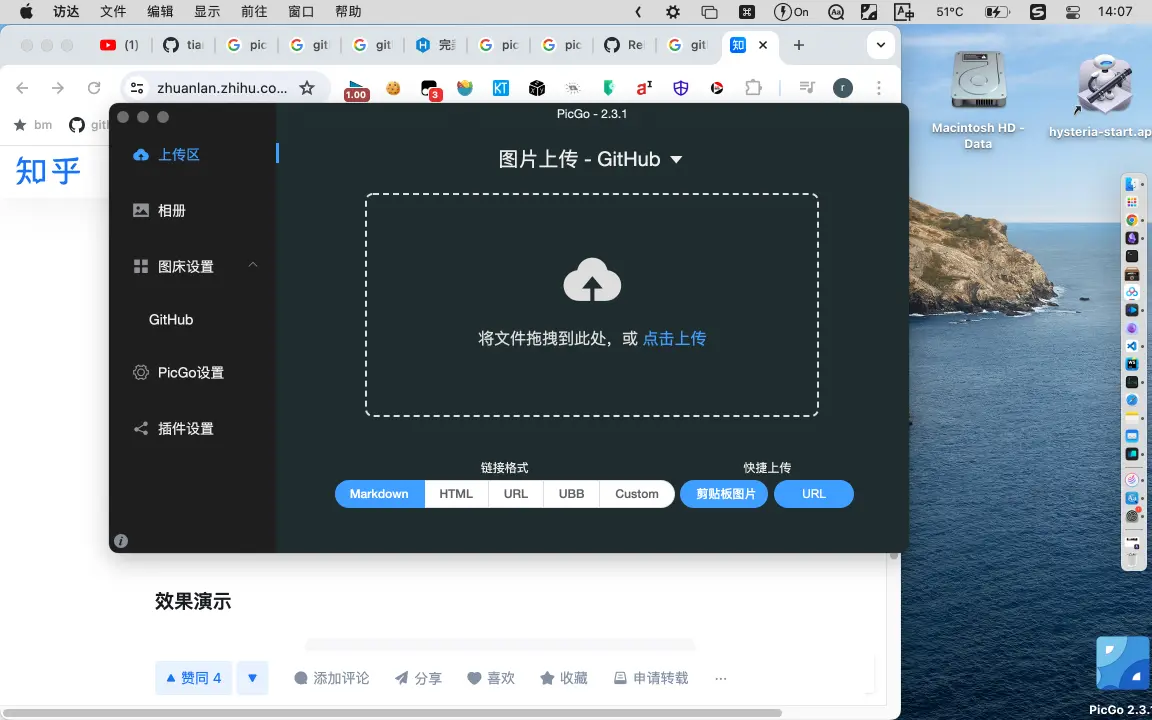 访达 文件 编辑 显示 前往 窗口 帮助 On 51°C 14:07
(1) tia pic git git 完 pic pic Re git 知
zhuanlan.zhihu.co... 1.00 KT 3 r
bm gitl
PicGo - 2.3.1
知乎
上传区
相册
图床设置
GitHub
PicGo设置
插件设置
图片上传 - GitHub
将文件拖拽到此处，或 点击上传
链接格式 快捷上传
Markdown HTML URL UBB Custom 剪贴板图片 URL
效果演示
赞同 4 添加评论 分享 喜欢 收藏 申请转载 ...
Macintosh HD - Data
hysteria-start.ap
PicGo 2.3.1